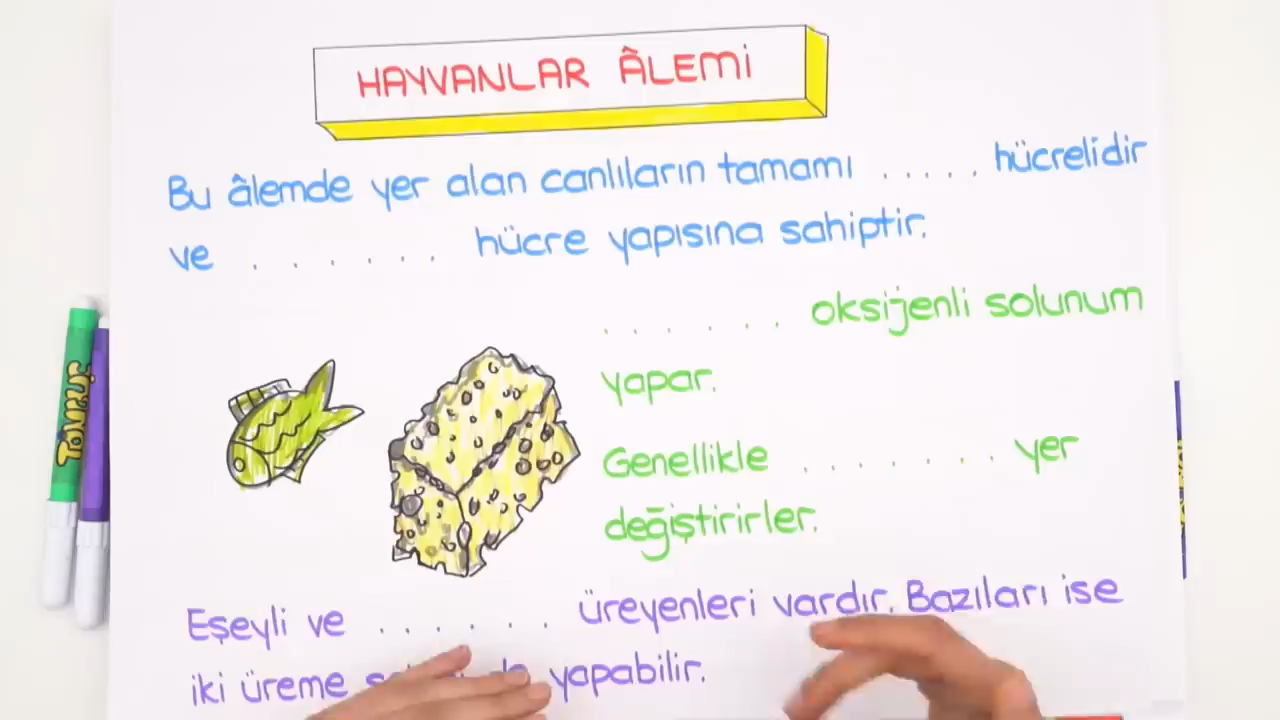 HAYVANLAR ÂLEMİ
Bu âlemde yer alan canlıların tamamı ..... hücrelidir
ve ...... hücre yapısına sahiptir.
...... oksijenli solunum
yapar.
Genellikle ....... yer
değiştirirler.
Eşeyli ve ...... üreyenleri vardır. Bazıları ise
iki üreme yapabilir.
TONGUÇ